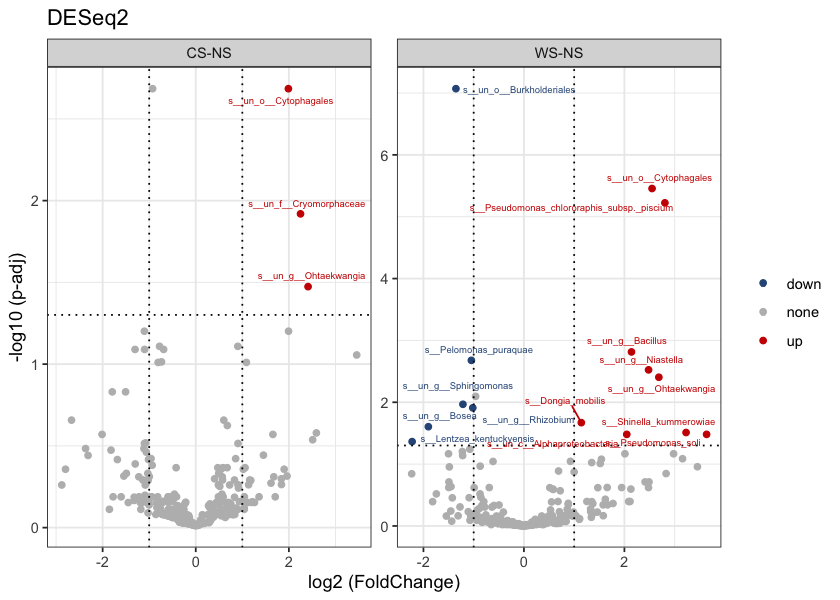 DESeq2
CS-NS
WS-NS
s__un_o__Cytophagales
s__un_f__Cryomorphaceae
s__un_g__Ohtaekwangia
s__un_o__Burkholderiales
s__un_o__Cytophagales
s__Pseudomonas_chlororaphis_subsp._piscium
s__un_g__Bacillus
s__Pelomonas_puraquae
s__un_g__Niastella
s__un_g__Sphingomonas
s__un_g__Ohtaekwangia
s__Dongia_mobilis
s__un_g__Bosea
s__un_g__Rhizobium
s__Shinella_kummerowiae
s__Lentzea_kentuckyensis
s__un_c__Alphaproteobacteria
s__Pseudomonas_soli
2
1
0
6
4
2
0
-2
0
2
-2
0
2
-log10 (p-adj)
log2 (FoldChange)
down
none
up